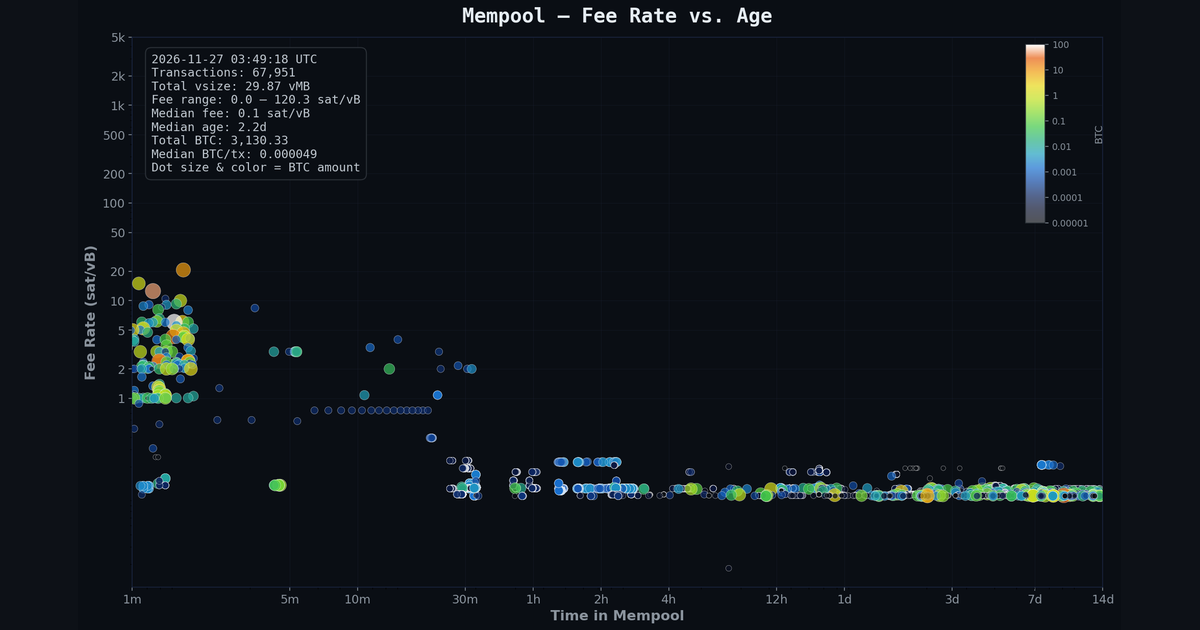 Mempool — Fee Rate vs. Age
2026-11-27 03:49:18 UTC
Transactions: 67,951
Total vsize: 29.87 vMB
Fee range: 0.0 — 120.3 sat/vB
Median fee: 0.1 sat/vB
Median age: 2.2d
Total BTC: 3,130.33
Median BTC/tx: 0.000049
Dot size & color = BTC amount
5k
2k
1k
500
200
100
50
20
10
5
2
1
Fee Rate (sat/vB)
100
10
1
0.1
0.01
0.001
0.0001
0.00001
BTC
1m
5m
10m
30m
1h
2h
4h
12h
1d
3d
7d
14d
Time in Mempool